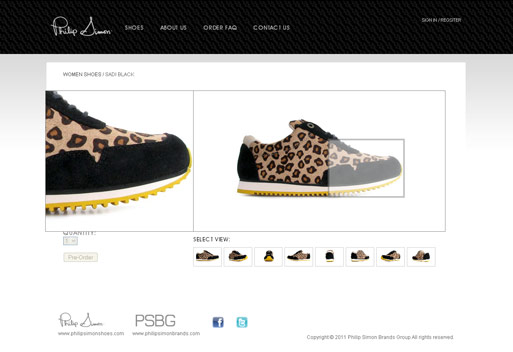 Philip Simon
SHOES ABOUT US ORDER FAQ CONTACT US
SIGN IN / REGISTER
WOMEN SHOES / SADI BLACK
QUANTITY:
1
Pre-Order
SELECT VIEW:
Philip Simon
www.philipsimonshoes.com
PSBG
www.philipsimonbrands.com
Copyright © 2011 Philip Simon Brands Group All rights reserved.